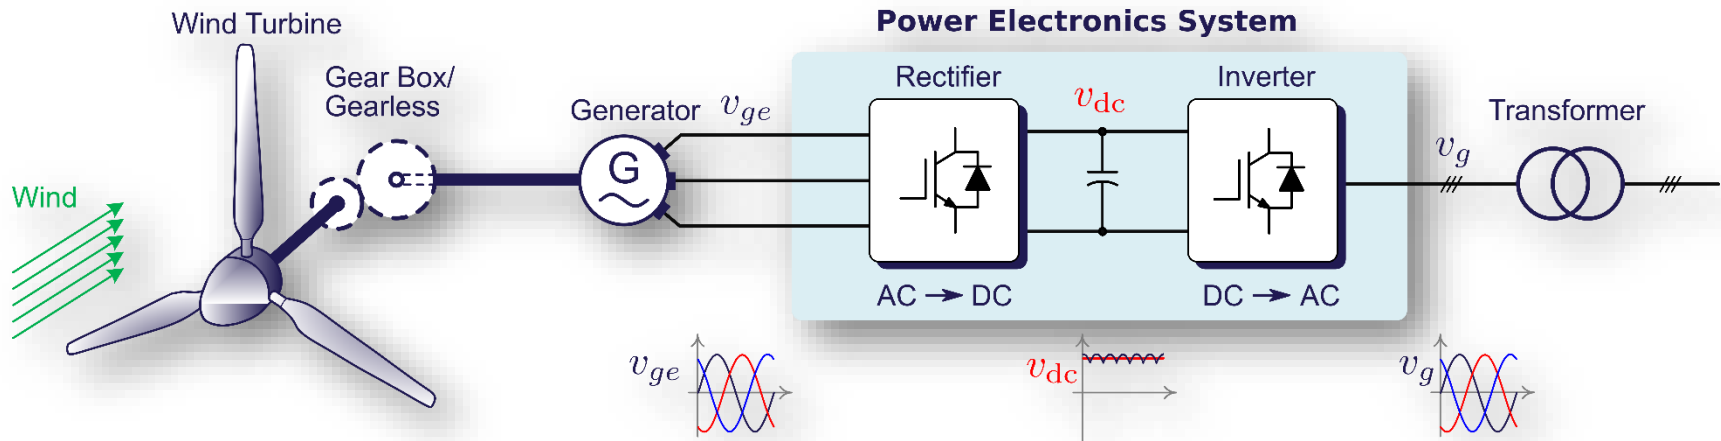 Power Electronics System
Wind Turbine
Gear Box/
Gearless
Generator
G
v_ge
Rectifier
v_dc
Inverter
v_g
Transformer
Wind
AC → DC
DC → AC
v_ge
v_dc
v_g